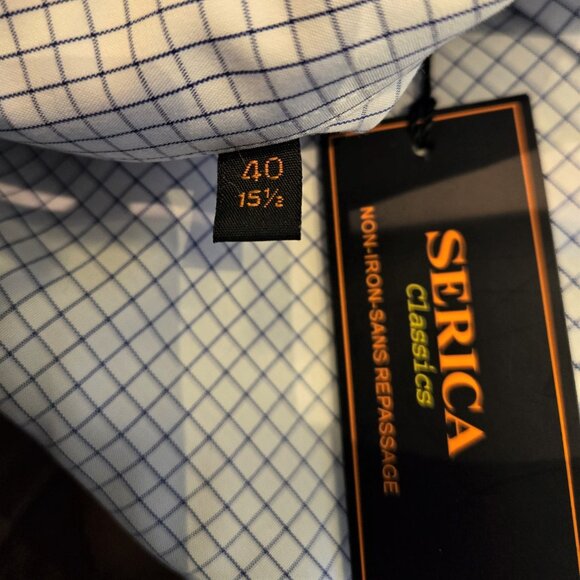 40
15½
SERICA
Classics
NON-IRON-SANS REPASSAGE